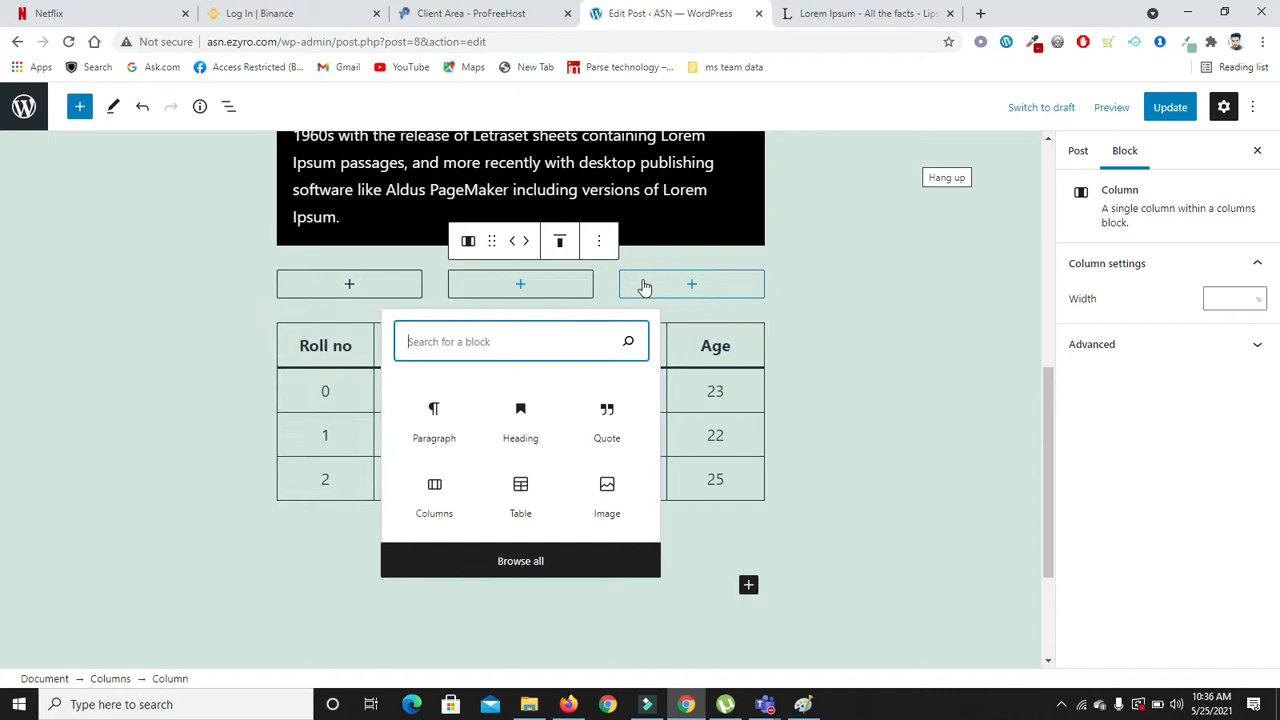 Netflix
Log In | Binance
Client Area - ProFreeHost
Edit Post ‹ ASN — WordPress
Lorem Ipsum - All the facts - Lips
Not secure
asn.ezyro.com/wp-admin/post.php?post=8&action=edit
Apps
Search
Ask.com
Access Restricted (B...
Gmail
YouTube
Maps
New Tab
Parse technology –...
ms team data
Reading list
Switch to draft
Preview
Update
1960s with the release of Letraset sheets containing Lorem
Ipsum passages, and more recently with desktop publishing
software like Aldus PageMaker including versions of Lorem
Ipsum.
Hang up
Post
Block
Column
A single column within a columns
block.
Column settings
Width
%
Advanced
Search for a block
Paragraph
Heading
Quote
Columns
Table
Image
Browse all
Roll no
Age
0
23
1
22
2
25
Document
Columns
Column
Type here to search
10:36 AM
5/25/2021